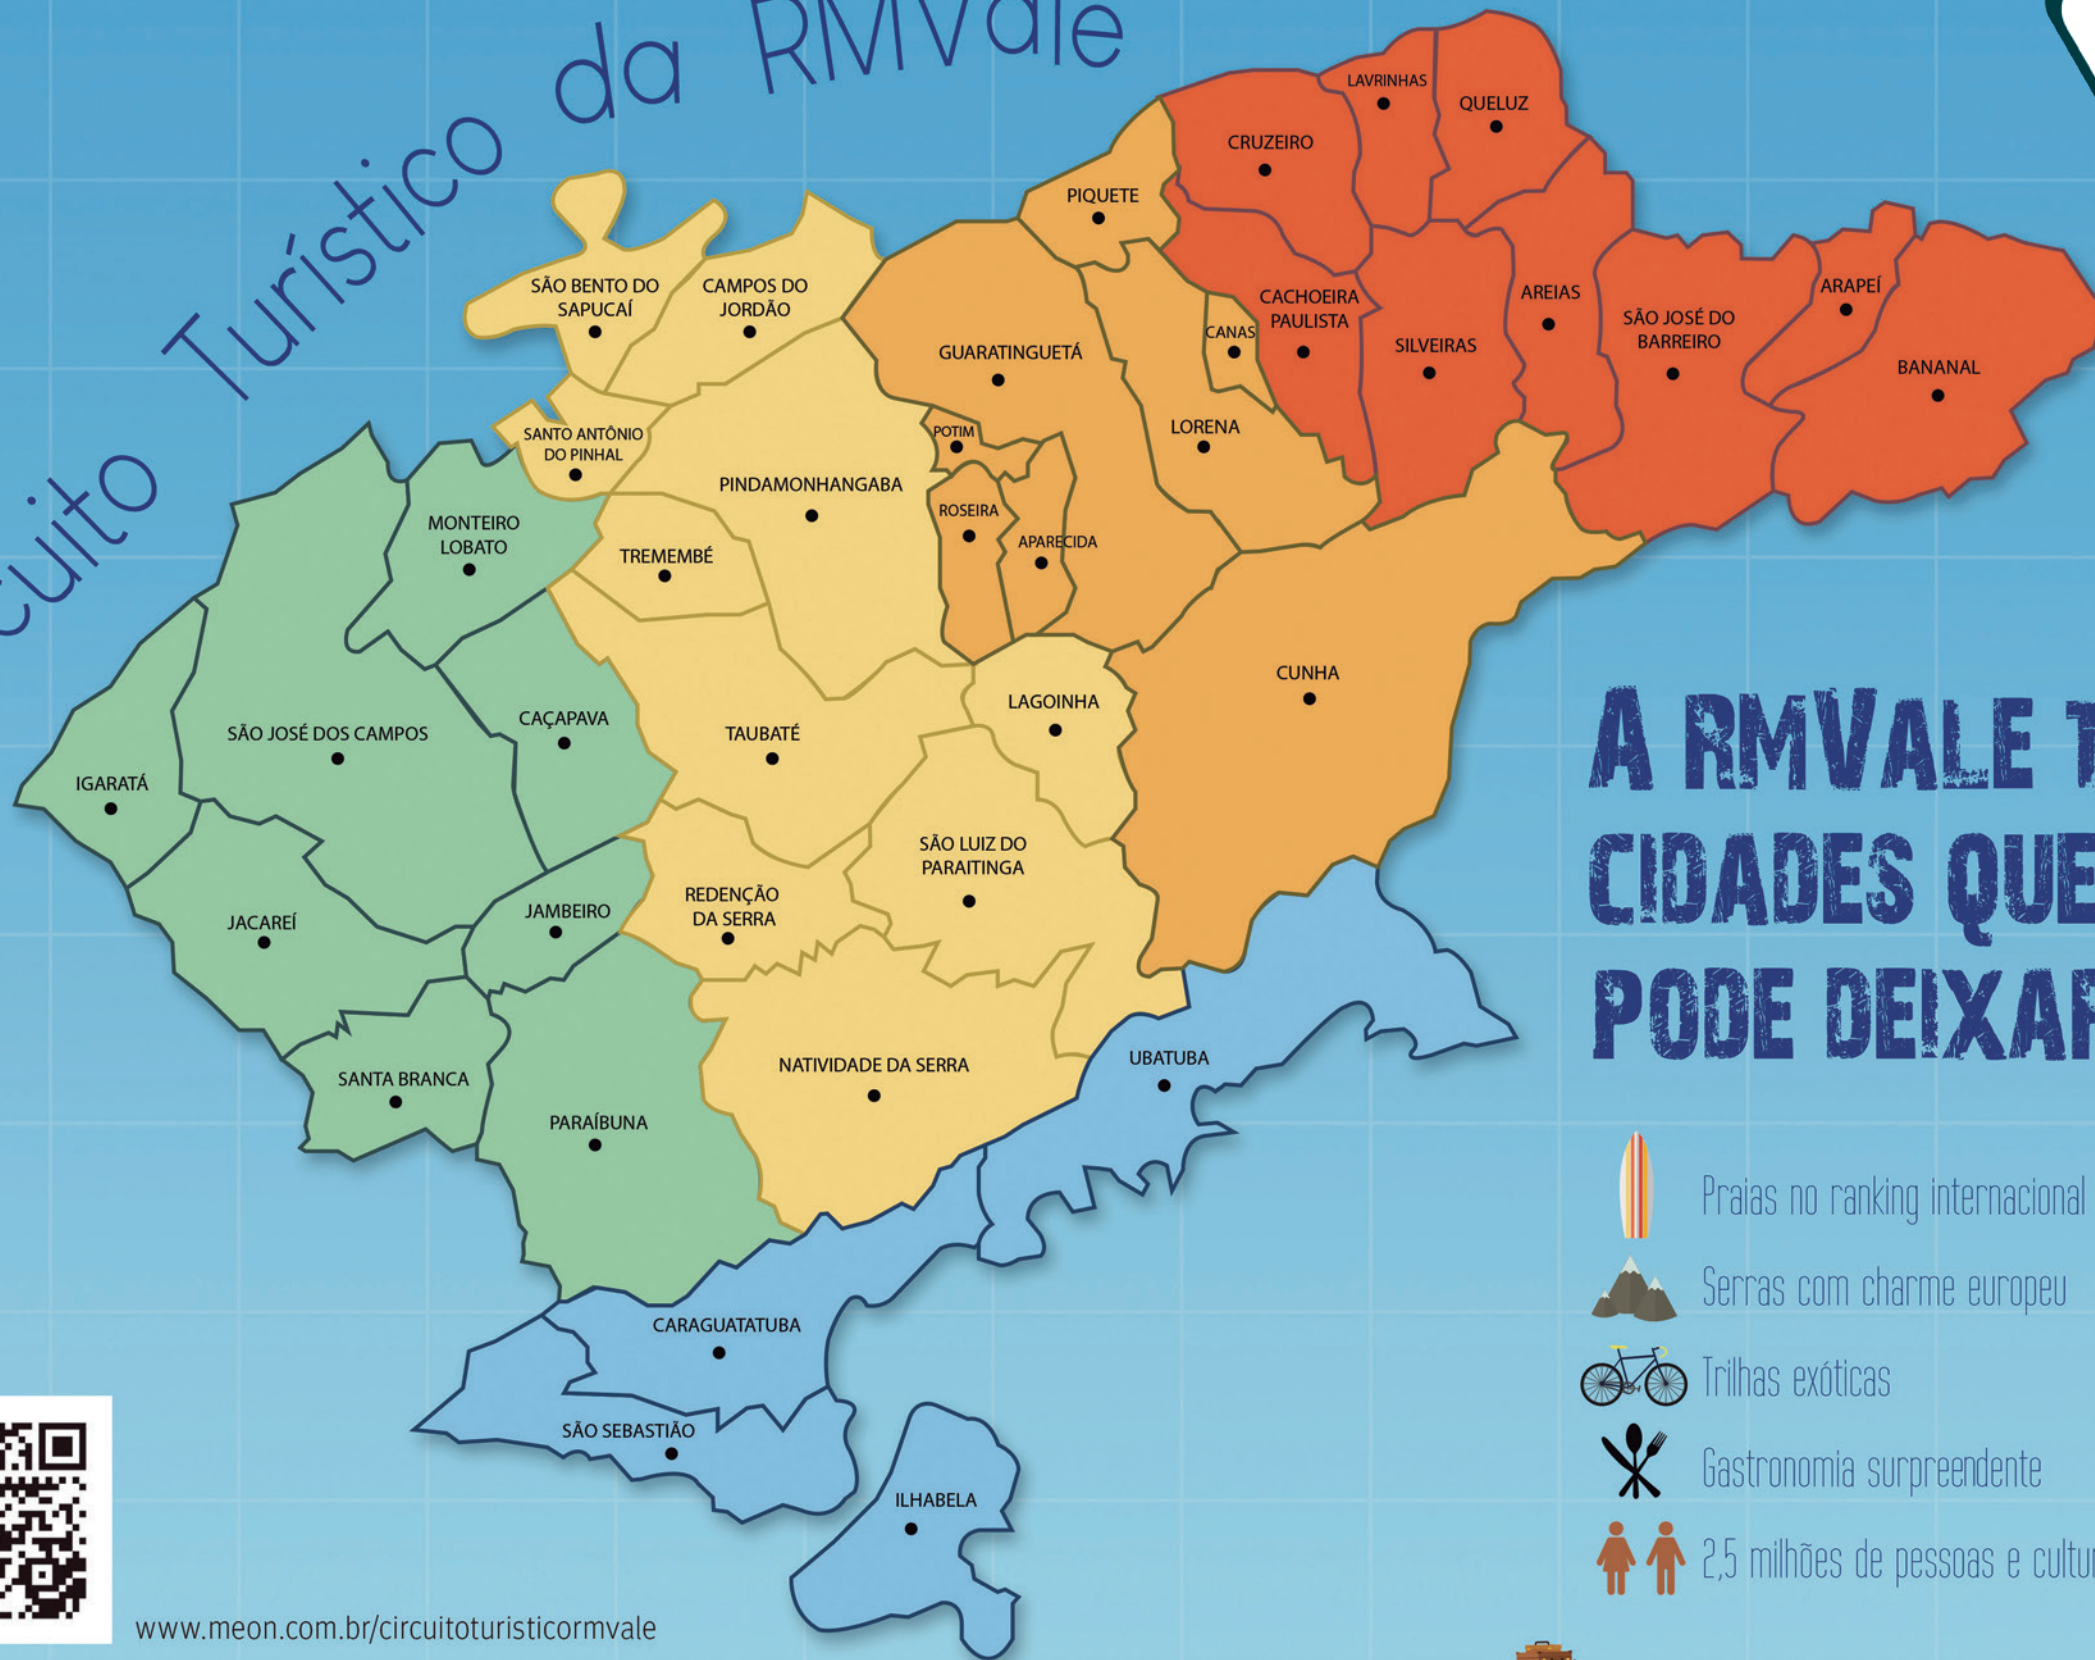 Turístico da RMVale
LAVRINHAS
QUELUZ
CRUZEIRO
PIQUETE
SÃO BENTO DO
SAPUCAÍ
CAMPOS DO
JORDÃO
CACHOEIRA
PAULISTA
CANAS
AREIAS
ARAPEÍ
SÃO JOSÉ DO
BARREIRO
SILVEIRAS
BANANAL
GUARATINGUETÁ
LORENA
POTIM
SANTO ANTÔNIO
DO PINHAL
PINDAMONHANGABA
ROSEIRA
APARECIDA
MONTEIRO
LOBATO
TREMEMBÉ
CUNHA
LAGOINHA
SÃO JOSÉ DOS CAMPOS
CAÇAPAVA
TAUBATÉ
IGARATÁ
SÃO LUIZ DO
PARAITINGA
REDENÇÃO
DA SERRA
JACAREÍ
JAMBEIRO
NATIVIDADE DA SERRA
UBATUBA
SANTA BRANCA
PARAÍBUNA
CARAGUATATUBA
SÃO SEBASTIÃO
ILHABELA
A RMVALE
CIDADES QUE
PODE DEIXAR
Praias no ranking internacional
Serras com charme europeu
Trilhas exóticas
Gastronomia surpreendente
2,5 milhões de pessoas e
www.meon.com.br/circuitoturisticormvale